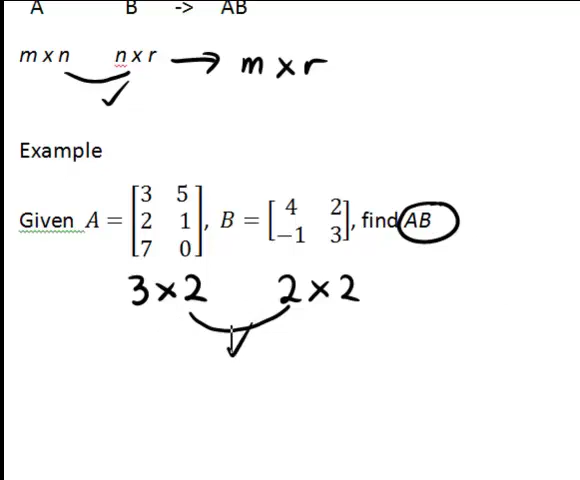 A B -> AB
m x n n x r → m x r
✓
Example
Given A = [3 5; 2 1; 7 0], B = [4 2; −1 3], find AB
3 × 2 2 × 2
✓